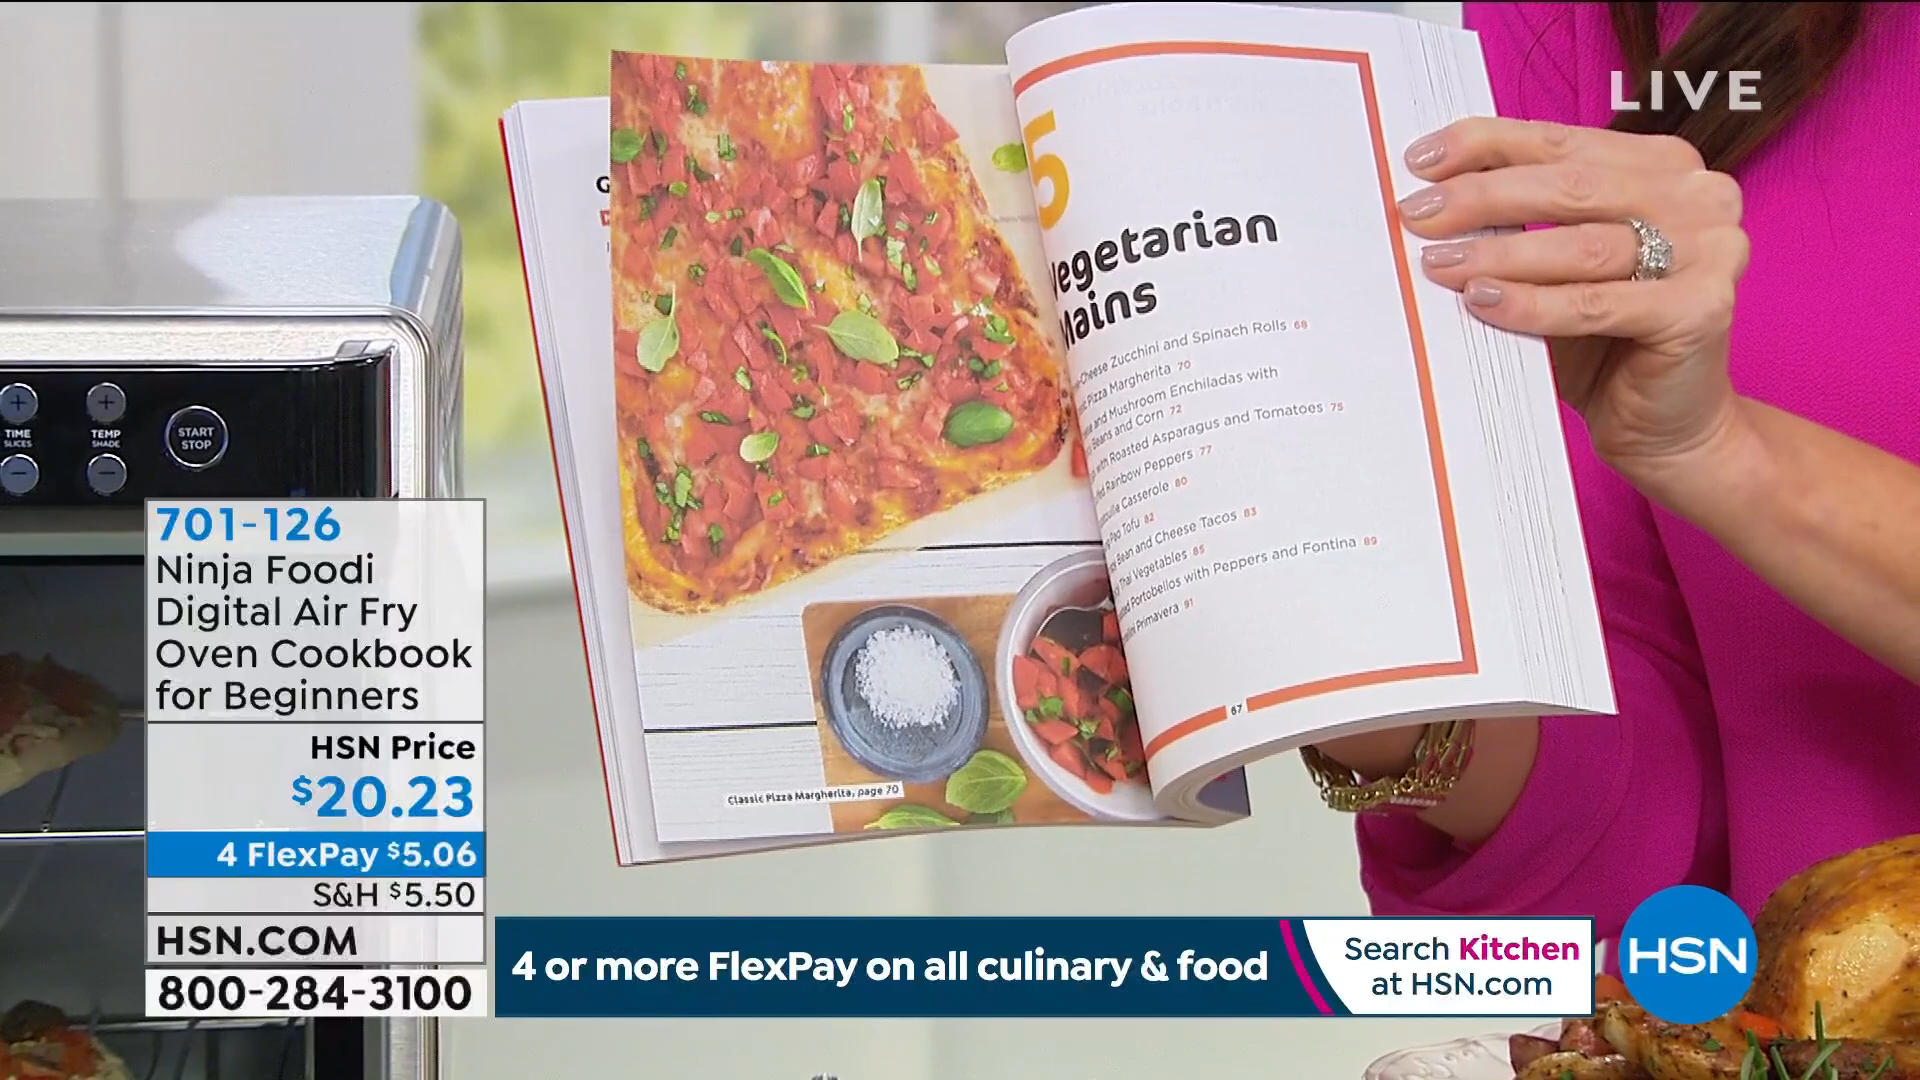 LIVE
5
Vegetarian
Mains
Cheese Zucchini and Spinach Rolls 68
Pizza Margherita 70
and Mushroom Enchiladas with
Beans and Corn 72
with Roasted Asparagus and Tomatoes 75
Rainbow Peppers 77
Casserole 80
Tofu 82
Bean and Cheese Tacos 83
Thai Vegetables 85
Portobellos with Peppers and Fontina 89
Primavera 91
67
Classic Pizza Margherita, page 70
TIME
SLICES
TEMP
SHADE
START
STOP
701-126
Ninja Foodi
Digital Air Fry
Oven Cookbook
for Beginners
HSN Price
$20.23
4 FlexPay $5.06
S&H $5.50
HSN.COM
800-284-3100
4 or more FlexPay on all culinary & food
Search Kitchen
at HSN.com
HSN